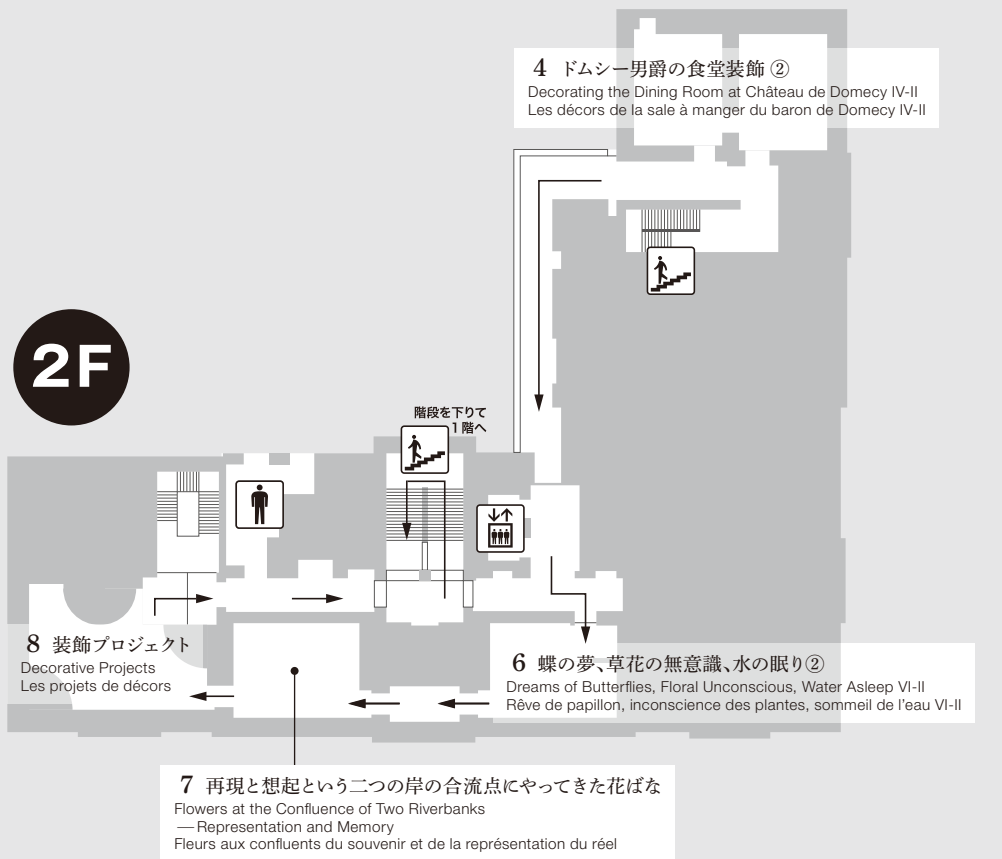 4 ドムシー男爵の食堂装飾 ②
Decorating the Dining Room at Château de Domecy IV-II
Les décors de la sale à manger du baron de Domecy IV-II
2F
階段を下りて
1階へ
8 装飾プロジェクト
Decorative Projects
Les projets de décors
6 蝶の夢、草花の無意識、水の眠り②
Dreams of Butterflies, Floral Unconscious, Water Asleep VI-II
Rêve de papillon, inconscience des plantes, sommeil de l'eau VI-II
7 再現と想起という二つの岸の合流点にやってきた花ばな
Flowers at the Confluence of Two Riverbanks
— Representation and Memory
Fleurs aux confluents du souvenir et de la représentation du réel